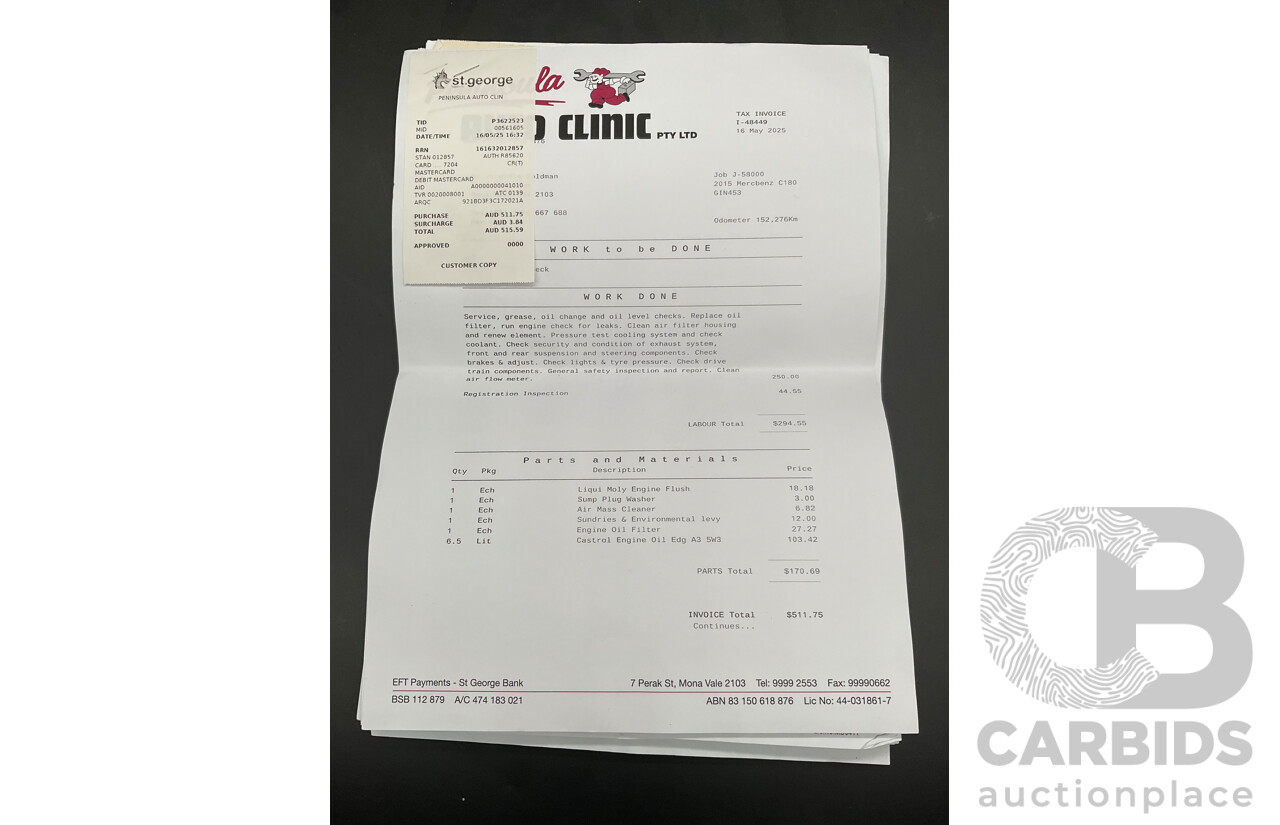 st.george
PENINSULA AUTO CLIN
TID P3622523
MID 00561605
DATE/TIME 16/05/25 16:32
RRN 161632012857
STAN 012857 AUTH R85620
CARD ... 7204 CR(T)
MASTERCARD
DEBIT MASTERCARD
AID A0000000041010
TVR 0020008001 ATC 0139
ARQC 921BD3F3C172021A
PURCHASE AUD 511.75
SURCHARGE AUD 3.84
TOTAL AUD 515.59
APPROVED 0000
CUSTOMER COPY
la
O CLINIC PTY LTD
TAX INVOICE
I-48449
16 May 2025
ldman
2103
667 688
Job J-58000
2015 Mercbenz C180
GIN453
Odometer 152,276Km
WORK to be DONE
eck
WORK DONE
Service, grease, oil change and oil level checks. Replace oil
filter, run engine check for leaks. Clean air filter housing
and renew element. Pressure test cooling system and check
coolant. Check security and condition of exhaust system,
front and rear suspension and steering components. Check
brakes & adjust. Check lights & tyre pressure. Check drive
train components. General safety inspection and report. Clean
air flow meter. 250.00
Registration Inspection 44.55
LABOUR Total $294.55
Parts and Materials
Qty Pkg Description Price
1 Ech Liqui Moly Engine Flush 18.18
1 Ech Sump Plug Washer 3.00
1 Ech Air Mass Cleaner 6.82
1 Ech Sundries & Environmental levy 12.00
1 Ech Engine Oil Filter 27.27
6.5 Lit Castrol Engine Oil Edg A3 5W3 103.42
PARTS Total $170.69
INVOICE Total $511.75
Continues...
EFT Payments - St George Bank 7 Perak St, Mona Vale 2103 Tel: 9999 2553 Fax: 99990662
BSB 112 879 A/C 474 183 021 ABN 83 150 618 876 Lic No: 44-031861-7
CB
CARBIDS
auctionplace